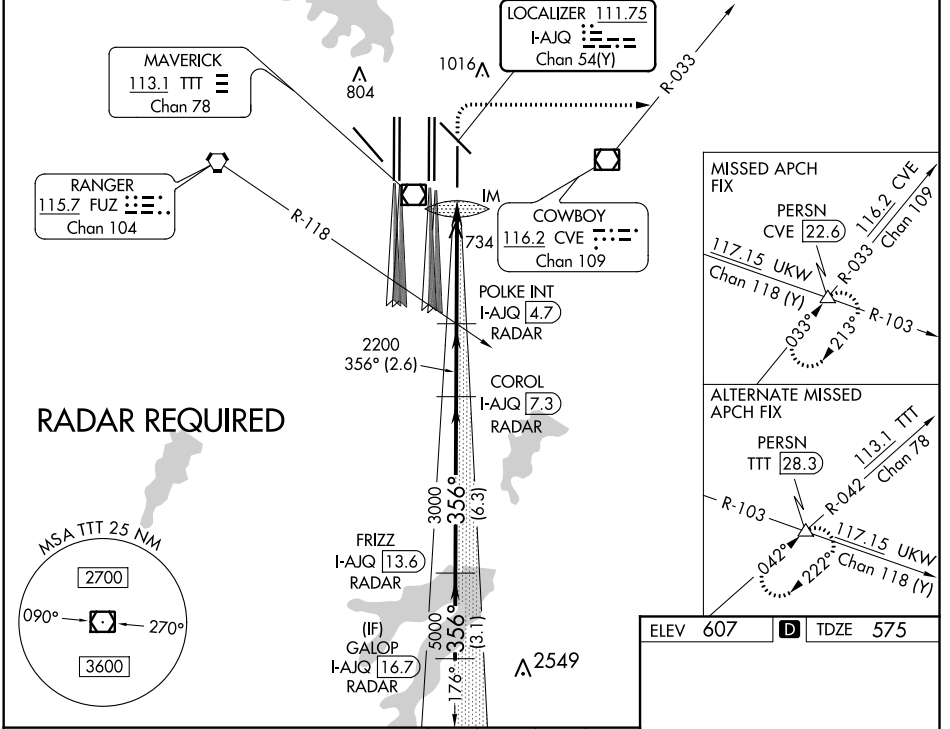 LOCALIZER 111.75
I-AJQ
Chan 54(Y)
MAVERICK
113.1 TTT
Chan 78
804
1016
R-033
RANGER
115.7 FUZ
Chan 104
R-118
IM
734
COWBOY
116.2 CVE
Chan 109
POLKE INT
I-AJQ 4.7
RADAR
2200
356° (2.6)
COROL
I-AJQ 7.3
RADAR
RADAR REQUIRED
3000
356°
(6.3)
FRIZZ
I-AJQ 13.6
RADAR
5000
356°
(3.1)
(IF)
GALOP
I-AJQ 16.7
RADAR
176°
2549
MSA TTT 25 NM
2700
090°
270°
3600
MISSED APCH
FIX
PERSN
CVE 22.6
R-033
116.2 CVE
Chan 109
117.15 UKW
Chan 118 (Y)
R-103
033°
213°
ALTERNATE MISSED
APCH FIX
PERSN
TTT 28.3
R-042
113.1 TTT
Chan 78
R-103
117.15 UKW
Chan 118 (Y)
042°
222°
ELEV 607 D TDZE 575